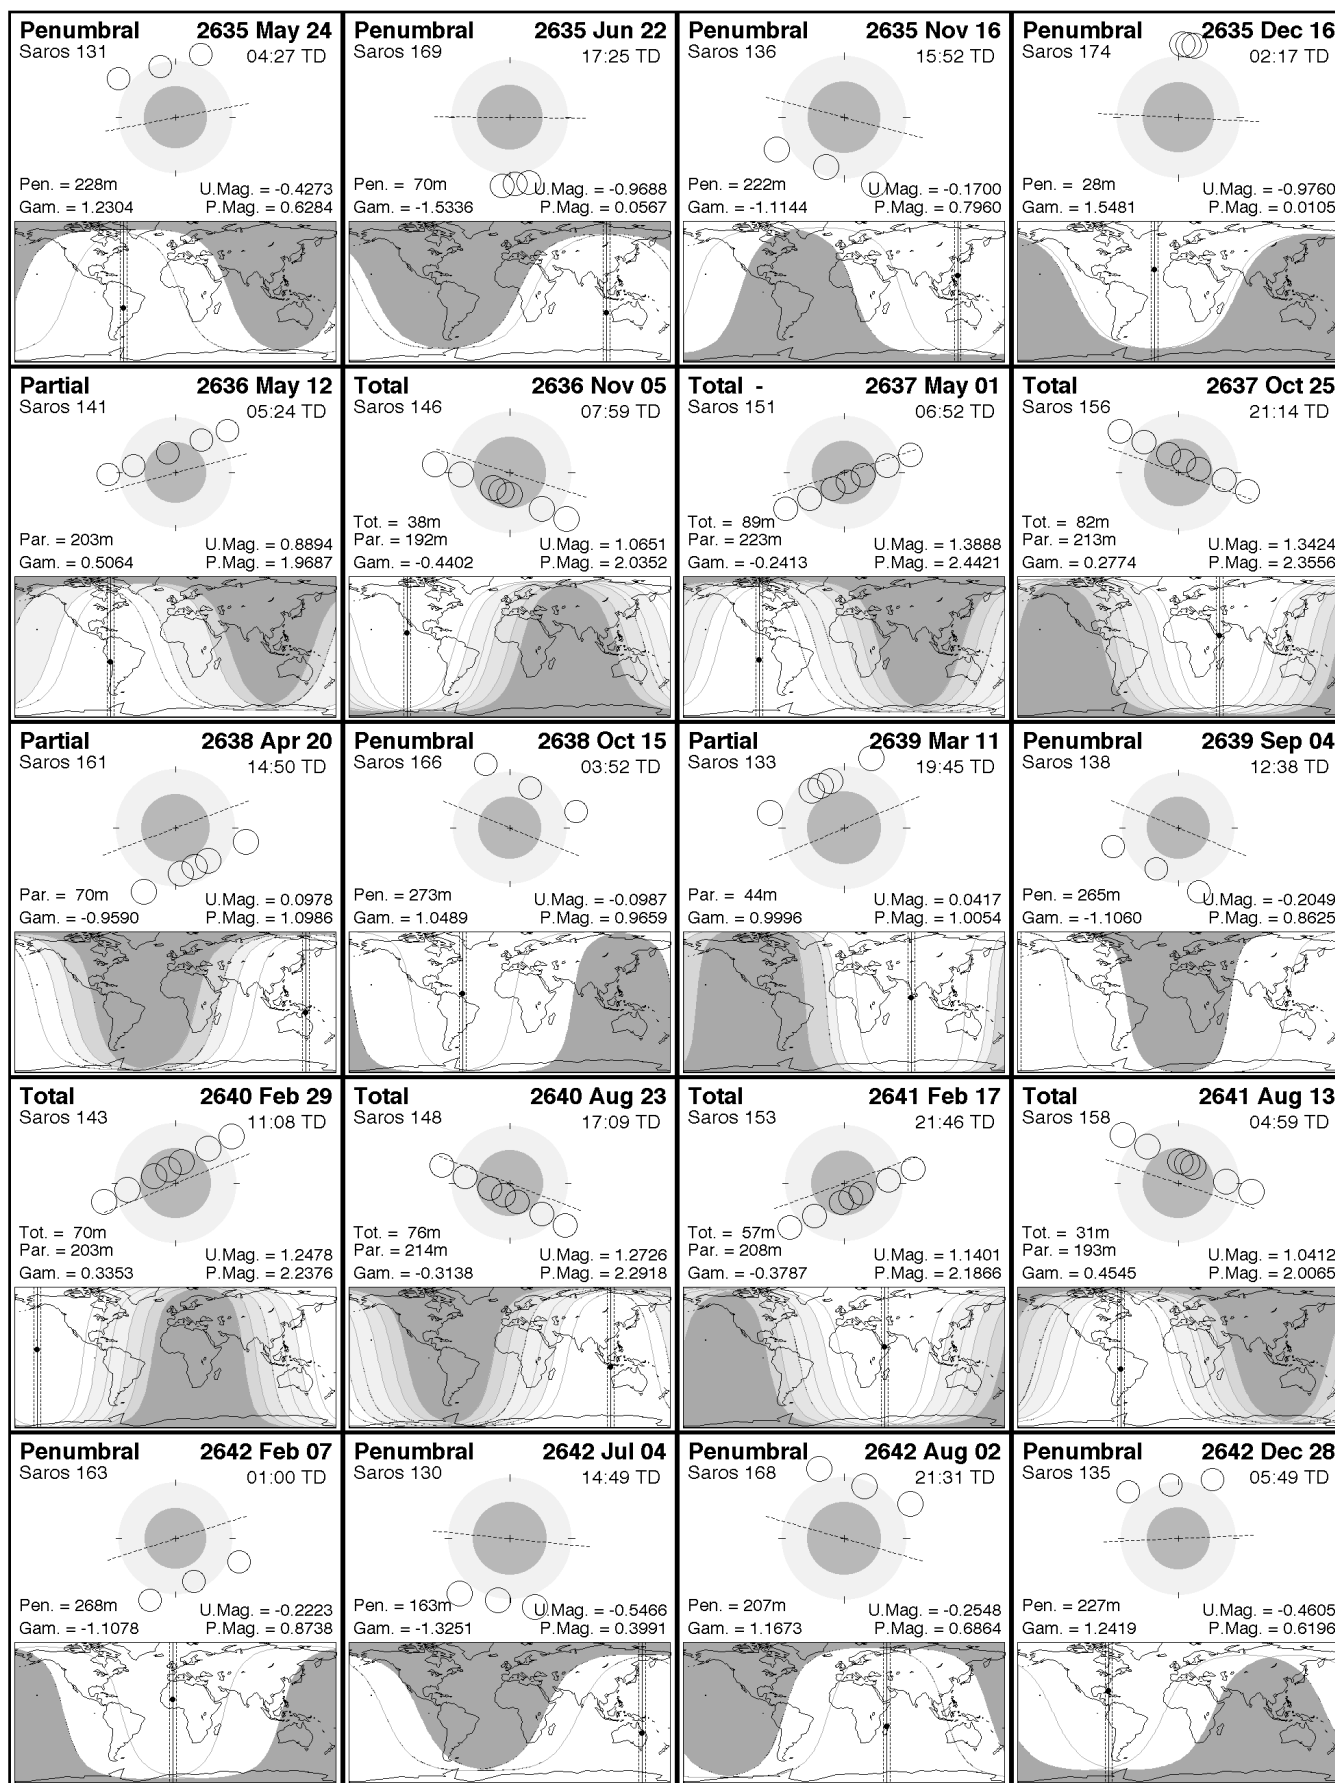 Penumbral 2635 May 24
Saros 131 04:27 TD
Pen. = 228m U.Mag. = -0.4273
Gam. = 1.2304 P.Mag. = 0.6284
Penumbral 2635 Jun 22
Saros 169 17:25 TD
Pen. = 70m U.Mag. = -0.9688
Gam. = -1.5336 P.Mag. = 0.0567
Penumbral 2635 Nov 16
Saros 136 15:52 TD
Pen. = 222m U.Mag. = -0.1700
Gam. = -1.1144 P.Mag. = 0.7960
Penumbral 2635 Dec 16
Saros 174 02:17 TD
Pen. = 28m U.Mag. = -0.9760
Gam. = 1.5481 P.Mag. = 0.0105
Partial 2636 May 12
Saros 141 05:24 TD
Par. = 203m U.Mag. = 0.8894
Gam. = 0.5064 P.Mag. = 1.9687
Total 2636 Nov 05
Saros 146 07:59 TD
Tot. = 38m
Par. = 192m U.Mag. = 1.0651
Gam. = -0.4402 P.Mag. = 2.0352
Total - 2637 May 01
Saros 151 06:52 TD
Tot. = 89m
Par. = 223m U.Mag. = 1.3888
Gam. = -0.2413 P.Mag. = 2.4421
Total 2637 Oct 25
Saros 156 21:14 TD
Tot. = 82m
Par. = 213m U.Mag. = 1.3424
Gam. = 0.2774 P.Mag. = 2.3556
Partial 2638 Apr 20
Saros 161 14:50 TD
Par. = 70m U.Mag. = 0.0978
Gam. = -0.9590 P.Mag. = 1.0986
Penumbral 2638 Oct 15
Saros 166 03:52 TD
Pen. = 273m U.Mag. = -0.0987
Gam. = 1.0489 P.Mag. = 0.9659
Partial 2639 Mar 11
Saros 133 19:45 TD
Par. = 44m U.Mag. = 0.0417
Gam. = 0.9996 P.Mag. = 1.0054
Penumbral 2639 Sep 04
Saros 138 12:38 TD
Pen. = 265m U.Mag. = -0.2049
Gam. = -1.1060 P.Mag. = 0.8625
Total 2640 Feb 29
Saros 143 11:08 TD
Tot. = 70m
Par. = 203m U.Mag. = 1.2478
Gam. = 0.3353 P.Mag. = 2.2376
Total 2640 Aug 23
Saros 148 17:09 TD
Tot. = 76m
Par. = 214m U.Mag. = 1.2726
Gam. = -0.3138 P.Mag. = 2.2918
Total 2641 Feb 17
Saros 153 21:46 TD
Tot. = 57m
Par. = 208m U.Mag. = 1.1401
Gam. = -0.3787 P.Mag. = 2.1866
Total 2641 Aug 13
Saros 158 04:59 TD
Tot. = 31m
Par. = 193m U.Mag. = 1.0412
Gam. = 0.4545 P.Mag. = 2.0065
Penumbral 2642 Feb 07
Saros 163 01:00 TD
Pen. = 268m U.Mag. = -0.2223
Gam. = -1.1078 P.Mag. = 0.8738
Penumbral 2642 Jul 04
Saros 130 14:49 TD
Pen. = 163m U.Mag. = -0.5466
Gam. = -1.3251 P.Mag. = 0.3991
Penumbral 2642 Aug 02
Saros 168 21:31 TD
Pen. = 207m U.Mag. = -0.2548
Gam. = 1.1673 P.Mag. = 0.6864
Penumbral 2642 Dec 28
Saros 135 05:49 TD
Pen. = 227m U.Mag. = -0.4605
Gam. = 1.2419 P.Mag. = 0.6196